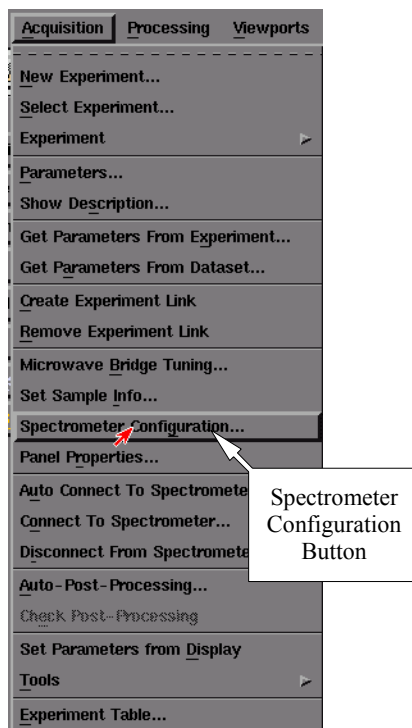 Acquisition Processing Viewports
New Experiment...
Select Experiment...
Experiment
Parameters...
Show Description...
Get Parameters From Experiment...
Get Parameters From Dataset...
Create Experiment Link
Remove Experiment Link
Microwave Bridge Tuning...
Set Sample Info...
Spectrometer Configuration...
Panel Properties...
Auto Connect To Spectromete
Connect To Spectrometer...
Disconnect From Spectromete
Spectrometer
Configuration
Button
Auto-Post-Processing...
Check Post-Processing
Set Parameters from Display
Tools
Experiment Table...